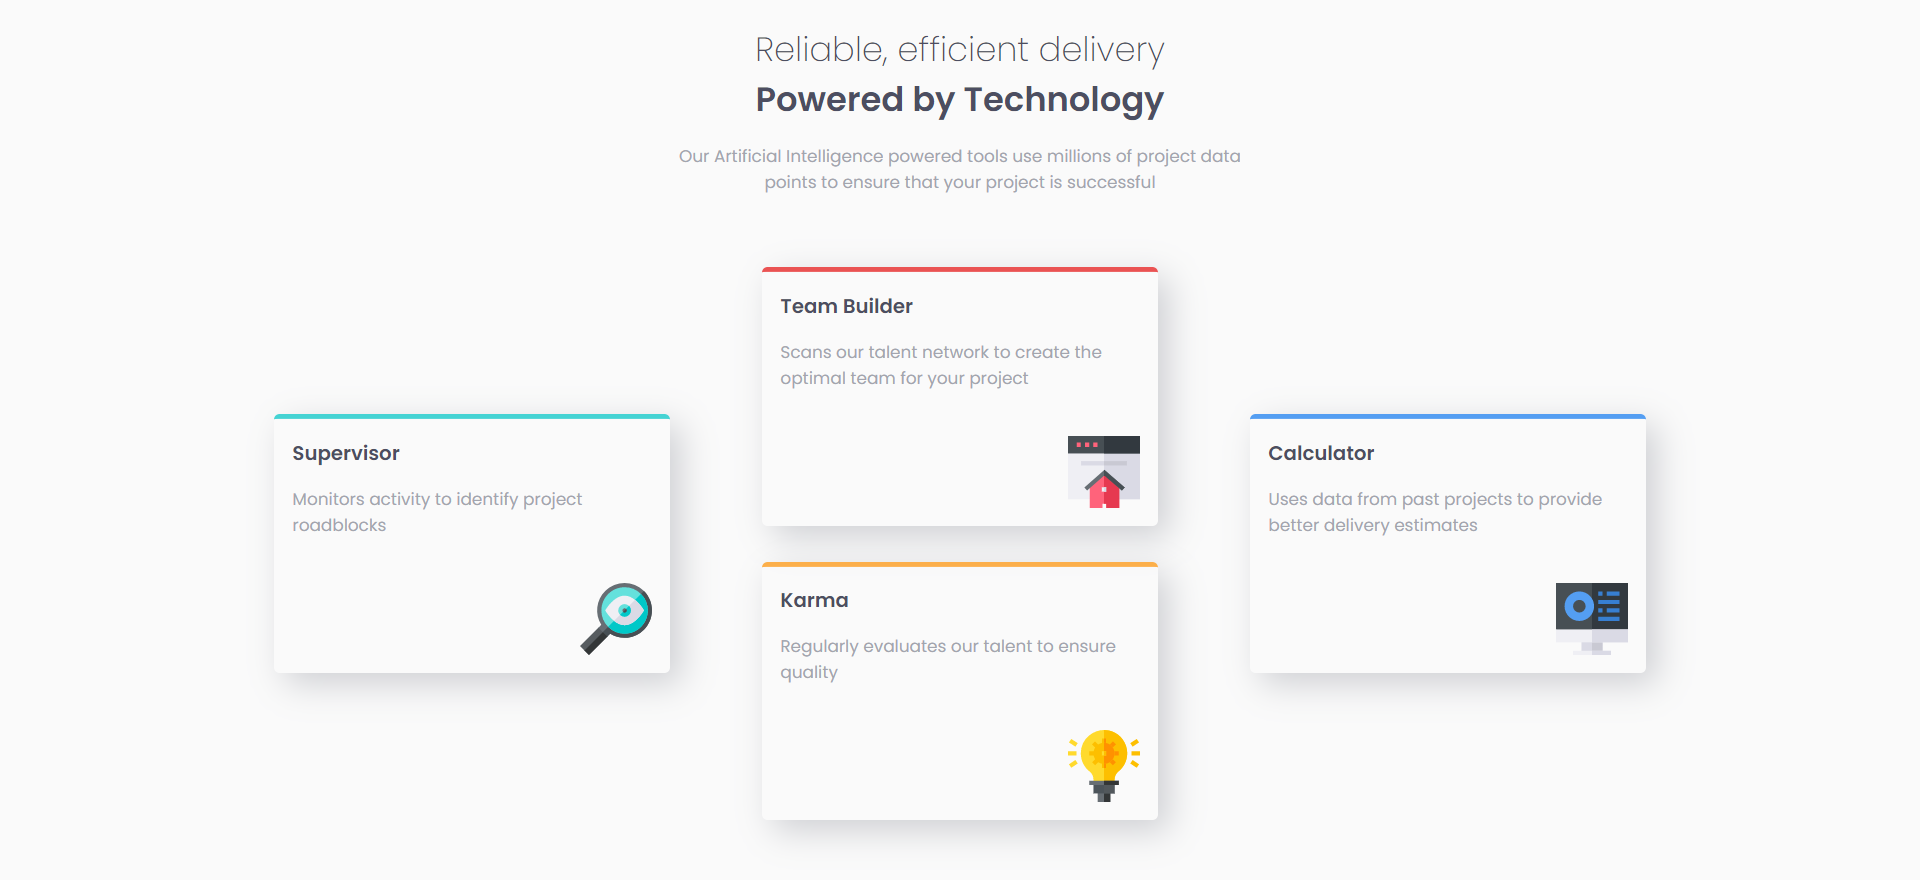 Reliable, efficient delivery
Powered by Technology
Our Artificial Intelligence powered tools use millions of project data
points to ensure that your project is successful
Team Builder
Scans our talent network to create the
optimal team for your project
Supervisor
Monitors activity to identify project
roadblocks
Calculator
Uses data from past projects to provide
better delivery estimates
Karma
Regularly evaluates our talent to ensure
quality